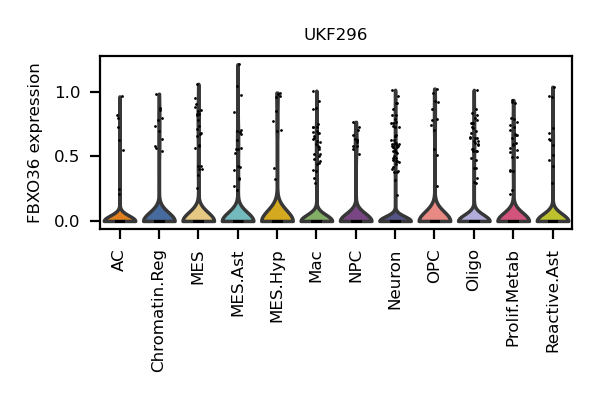 UKF296
FBXO36 expression
1.0
0.5
0.0
AC
Chromatin.Reg
MES
MES.Ast
MES.Hyp
Mac
NPC
Neuron
OPC
Oligo
Prolif.Metab
Reactive.Ast